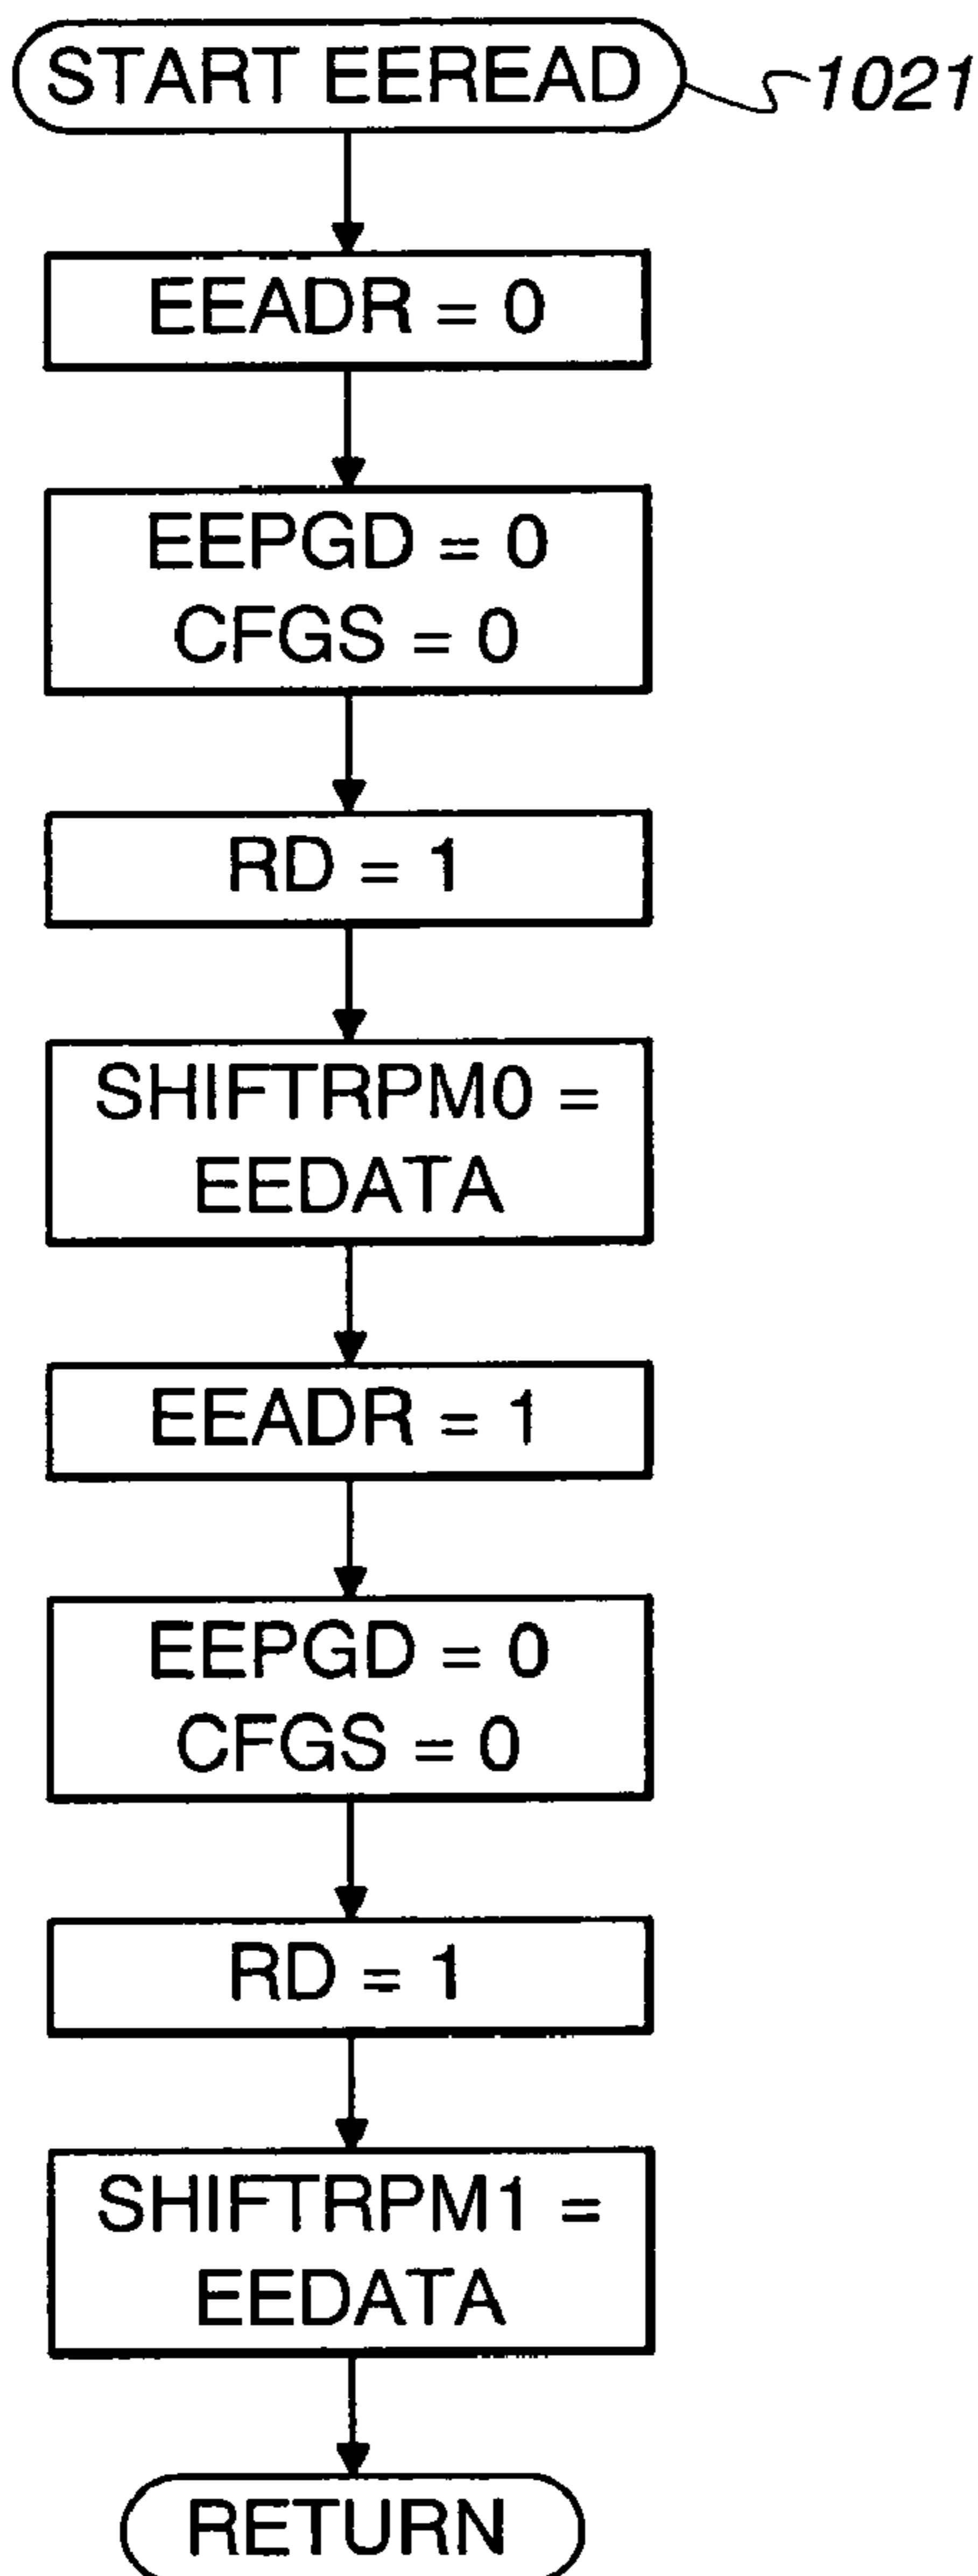 START EEREAD
1021
EEADR = 0
EEPGD = 0
CFGS = 0
RD = 1
SHIFTRPM0 =
EEDATA
EEADR = 1
EEPGD = 0
CFGS = 0
RD = 1
SHIFTRPM1 =
EEDATA
RETURN